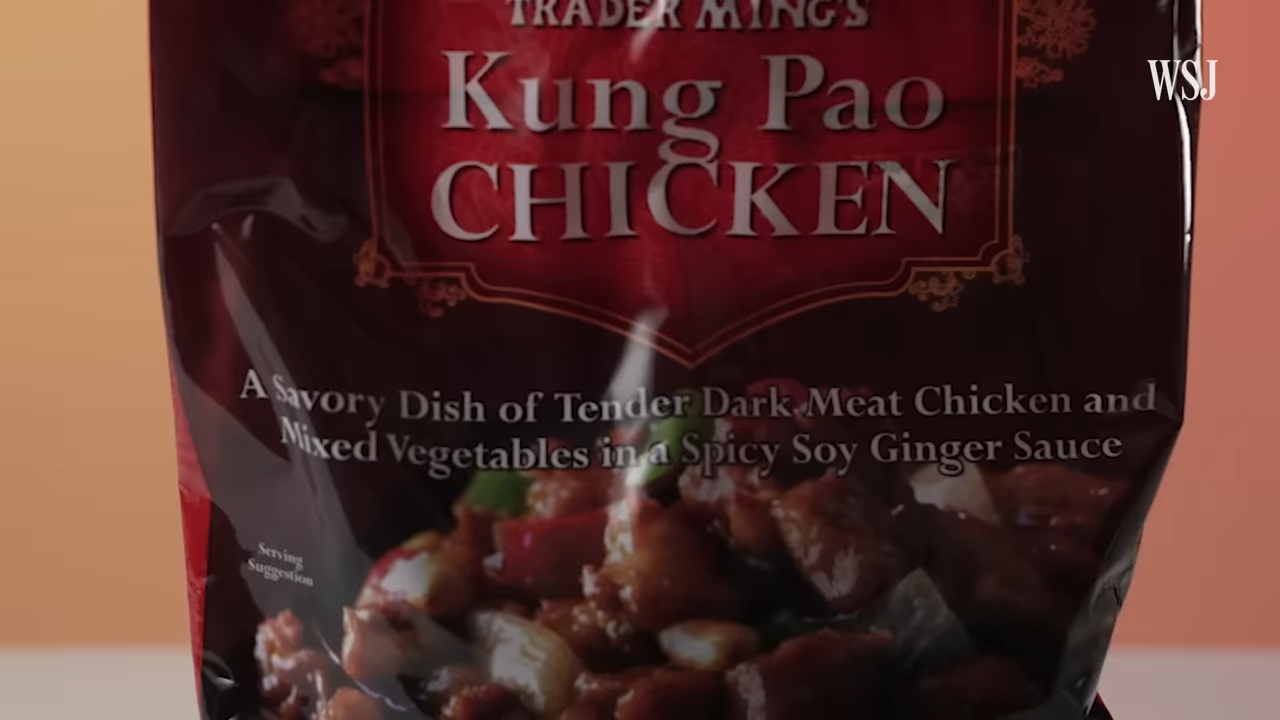 TRADER MING'S
WSJ
Kung Pao
CHICKEN
A Savory Dish of Tender Dark Meat Chicken and
Mixed Vegetables in a Spicy Soy Ginger Sauce
Serving
Suggestion